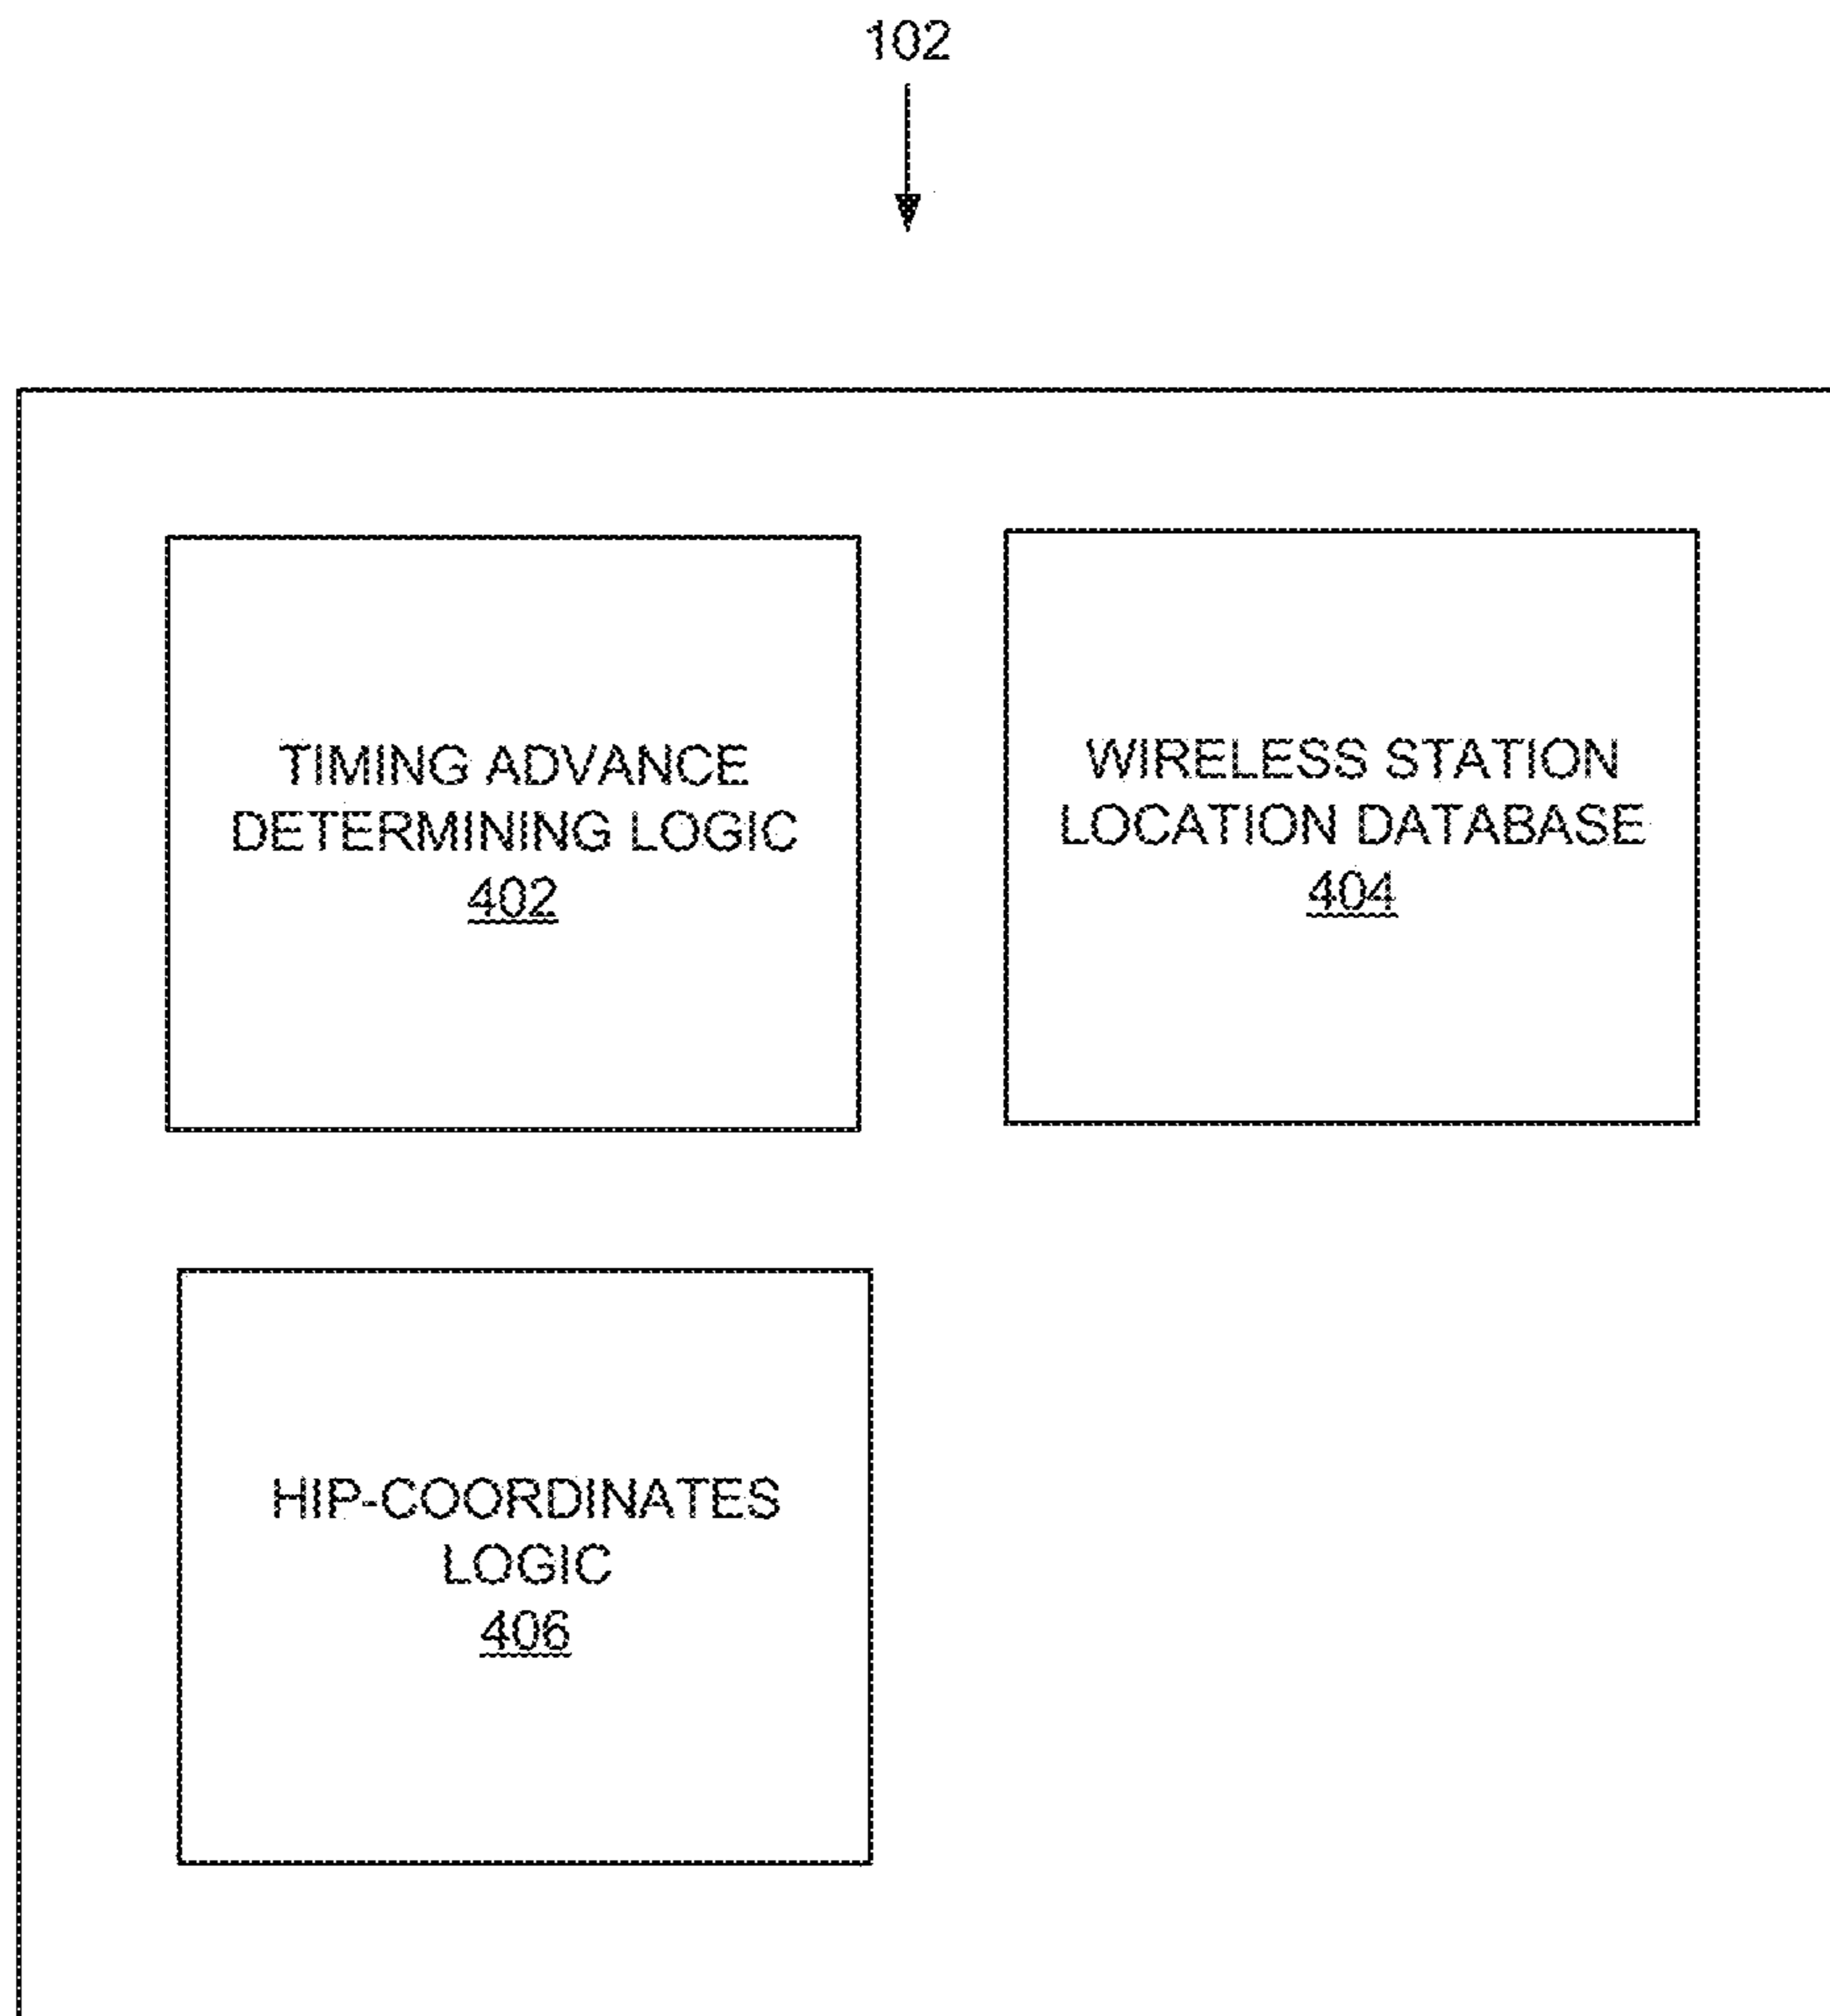 102
TIMING ADVANCE
DETERMINING LOGIC
402
WIRELESS STATION
LOCATION DATABASE
404
HIP-COORDINATES
LOGIC
406